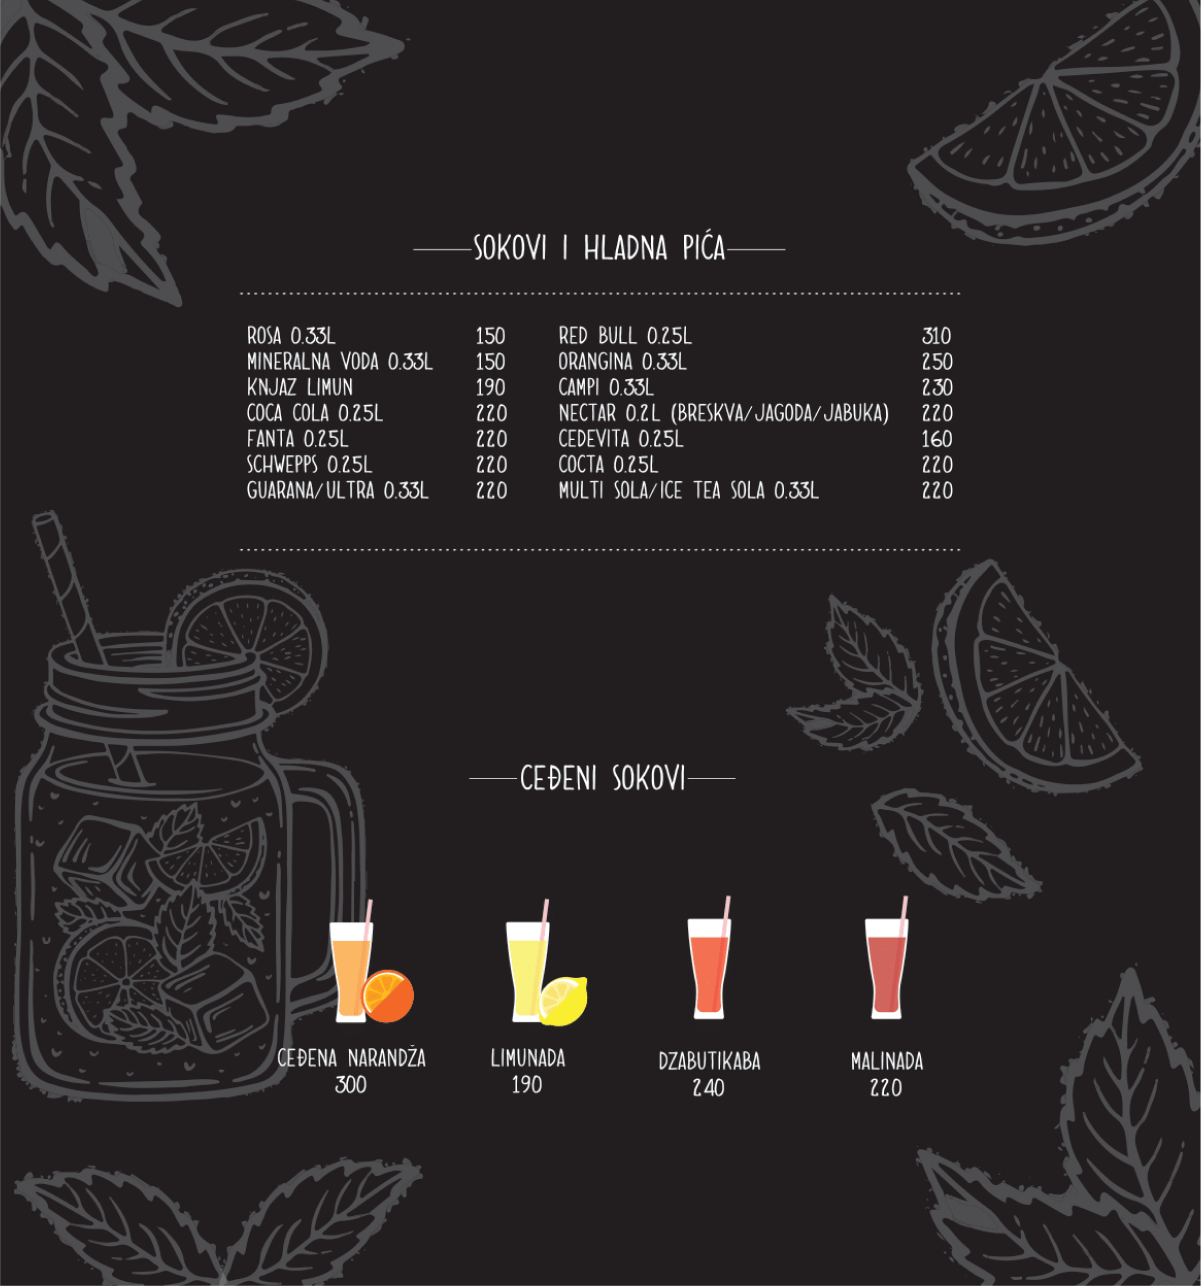 SOKOVI I HLADNA PIĆA
ROSA 0.33L 150
MINERALNA VODA 0.33L 150
KNJAZ LIMUN 190
COCA COLA 0.25L 220
FANTA 0.25L 220
SCHWEPPS 0.25L 220
GUARANA/ULTRA 0.33L 220
RED BULL 0.25L 310
ORANGINA 0.33L 250
CAMPI 0.33L 230
NECTAR 0.2L (BRESKVA/JAGODA/JABUKA) 220
CEDEVITA 0.25L 160
COCTA 0.25L 220
MULTI SOLA/ICE TEA SOLA 0.33L 220
CEĐENI SOKOVI
CEĐENA NARANDŽA
300
LIMUNADA
190
DZABUTIKABA
240
MALINADA
220